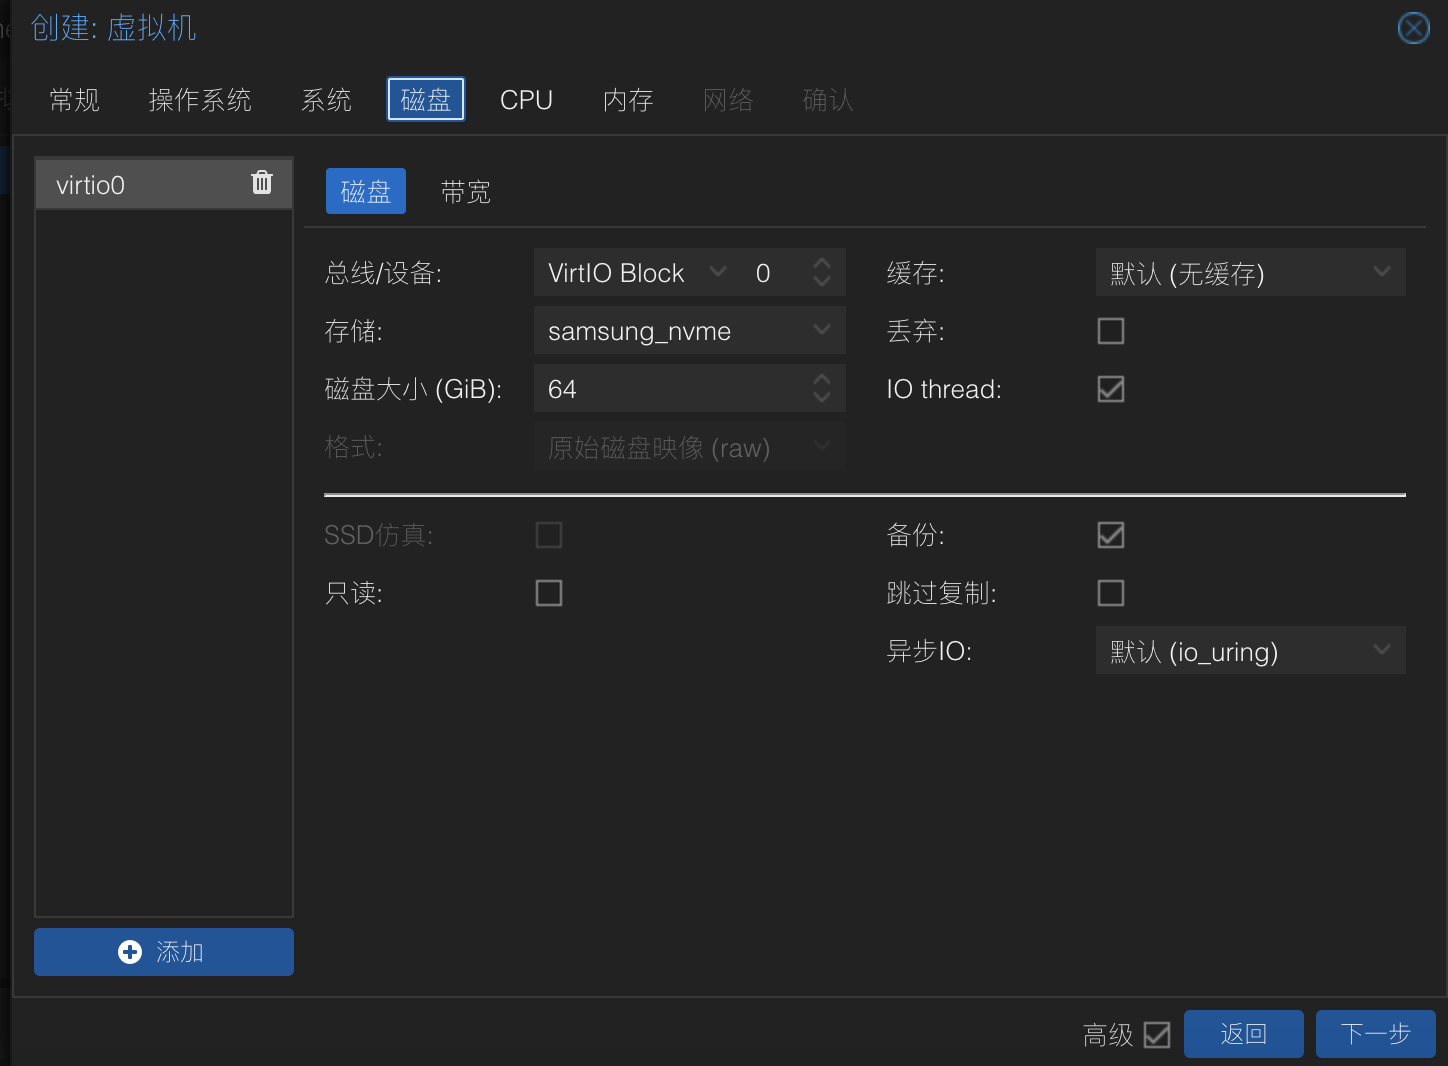 创建: 虚拟机
常规 操作系统 系统 磁盘 CPU 内存 网络 确认
virtio0
磁盘 带宽
总线/设备: VirtIO Block 0 缓存: 默认 (无缓存)
存储: samsung_nvme 丢弃:
磁盘大小 (GiB): 64 IO thread:
格式: 原始磁盘映像 (raw)
SSD仿真: 备份:
只读: 跳过复制:
异步IO: 默认 (io_uring)
添加
高级 返回 下一步